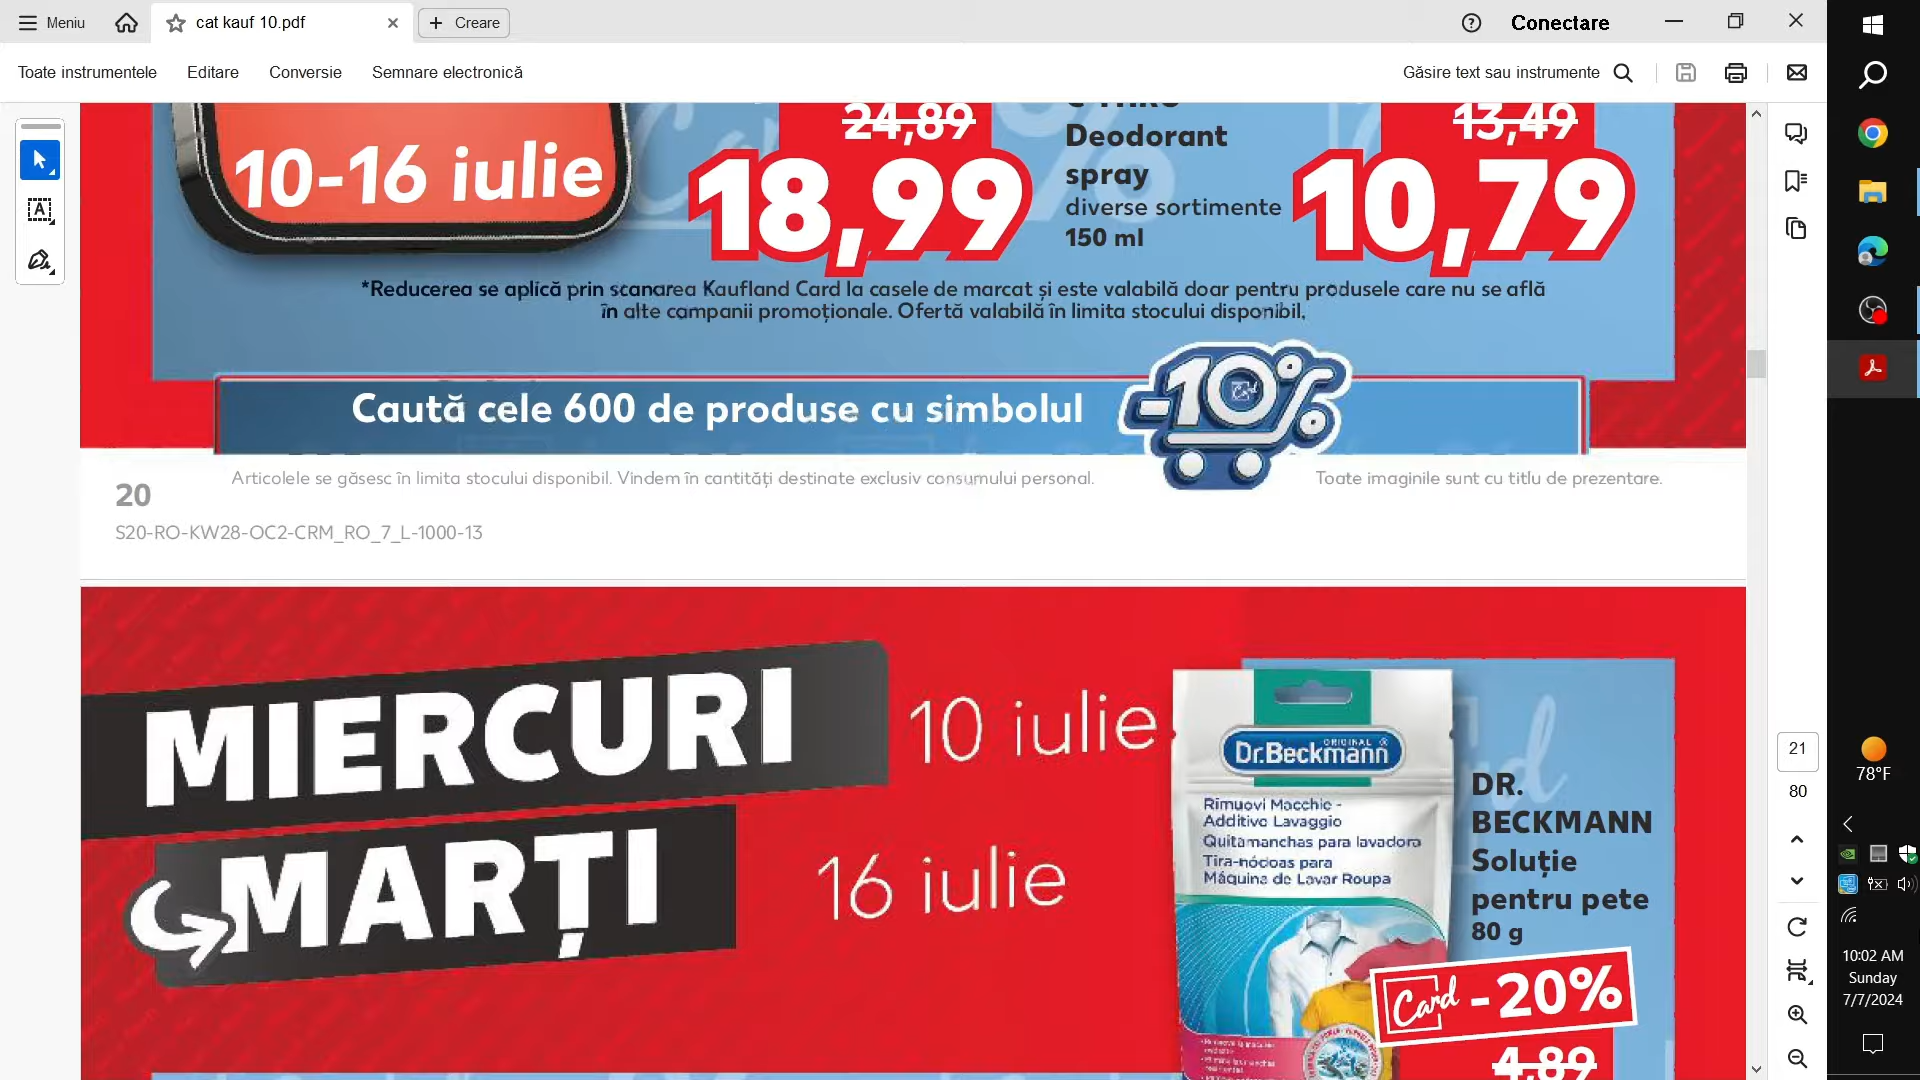 Meniu
cat kauf 10.pdf
Creare
Conectare
Toate instrumentele
Editare
Conversie
Semnare electronică
Găsire text sau instrumente
10-16 iulie
24,89
18,99
Deodorant
spray
diverse sortimente
150 ml
13,49
10,79
*Reducerea se aplică prin scanarea Kaufland Card la casele de marcat și este valabilă doar pentru produsele care nu se află
în alte campanii promoționale. Ofertă valabilă în limita stocului disponibil.
Caută cele 600 de produse cu simbolul
-10%
Articolele se găsesc în limita stocului disponibil. Vindem în cantități destinate exclusiv consumului personal.
Toate imaginile sunt cu titlu de prezentare.
20
S20-RO-KW28-OC2-CRM_RO_7_L-1000-13
MIERCURI
10 iulie
MARȚI
16 iulie
ORIGINAL
Dr.Beckmann®
Rimuovi Macchie -
Additivo Lavaggio
Quitamanchas para lavadora
Tira-nódoas para
Máquina de Lavar Roupa
DR.
BECKMANN
Soluție
pentru pete
80 g
Card -20%
4,89
21
80
78°F
10:02 AM
Sunday
7/7/2024